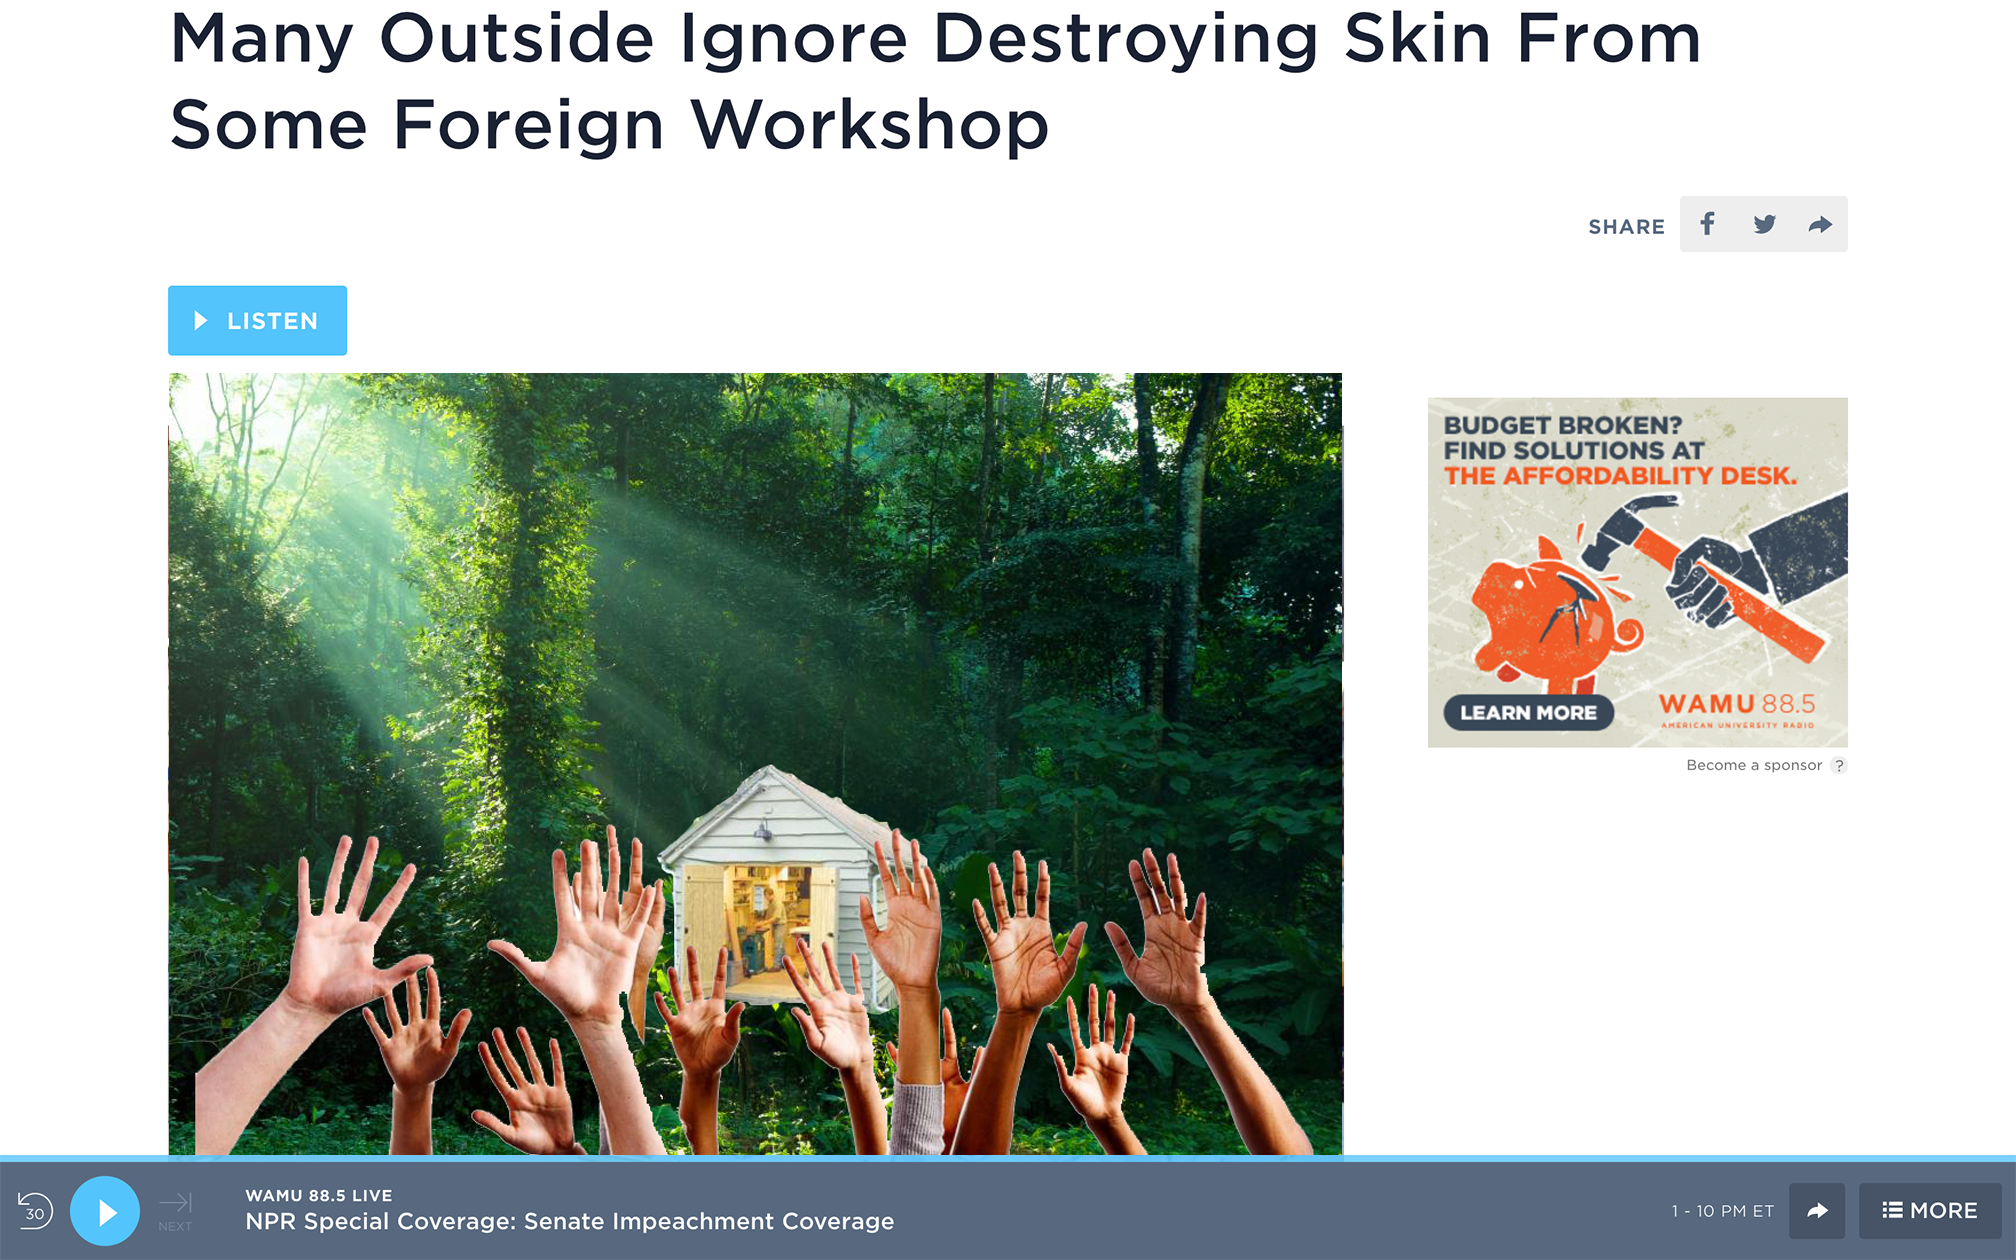 Many Outside Ignore Destroying Skin From
Some Foreign Workshop
SHARE
LISTEN
BUDGET BROKEN?
FIND SOLUTIONS AT
THE AFFORDABILITY DESK.
LEARN MORE
WAMU 88.5
AMERICAN UNIVERSITY RADIO
Become a sponsor ?
30
NEXT
WAMU 88.5 LIVE
NPR Special Coverage: Senate Impeachment Coverage
1 - 10 PM ET
MORE